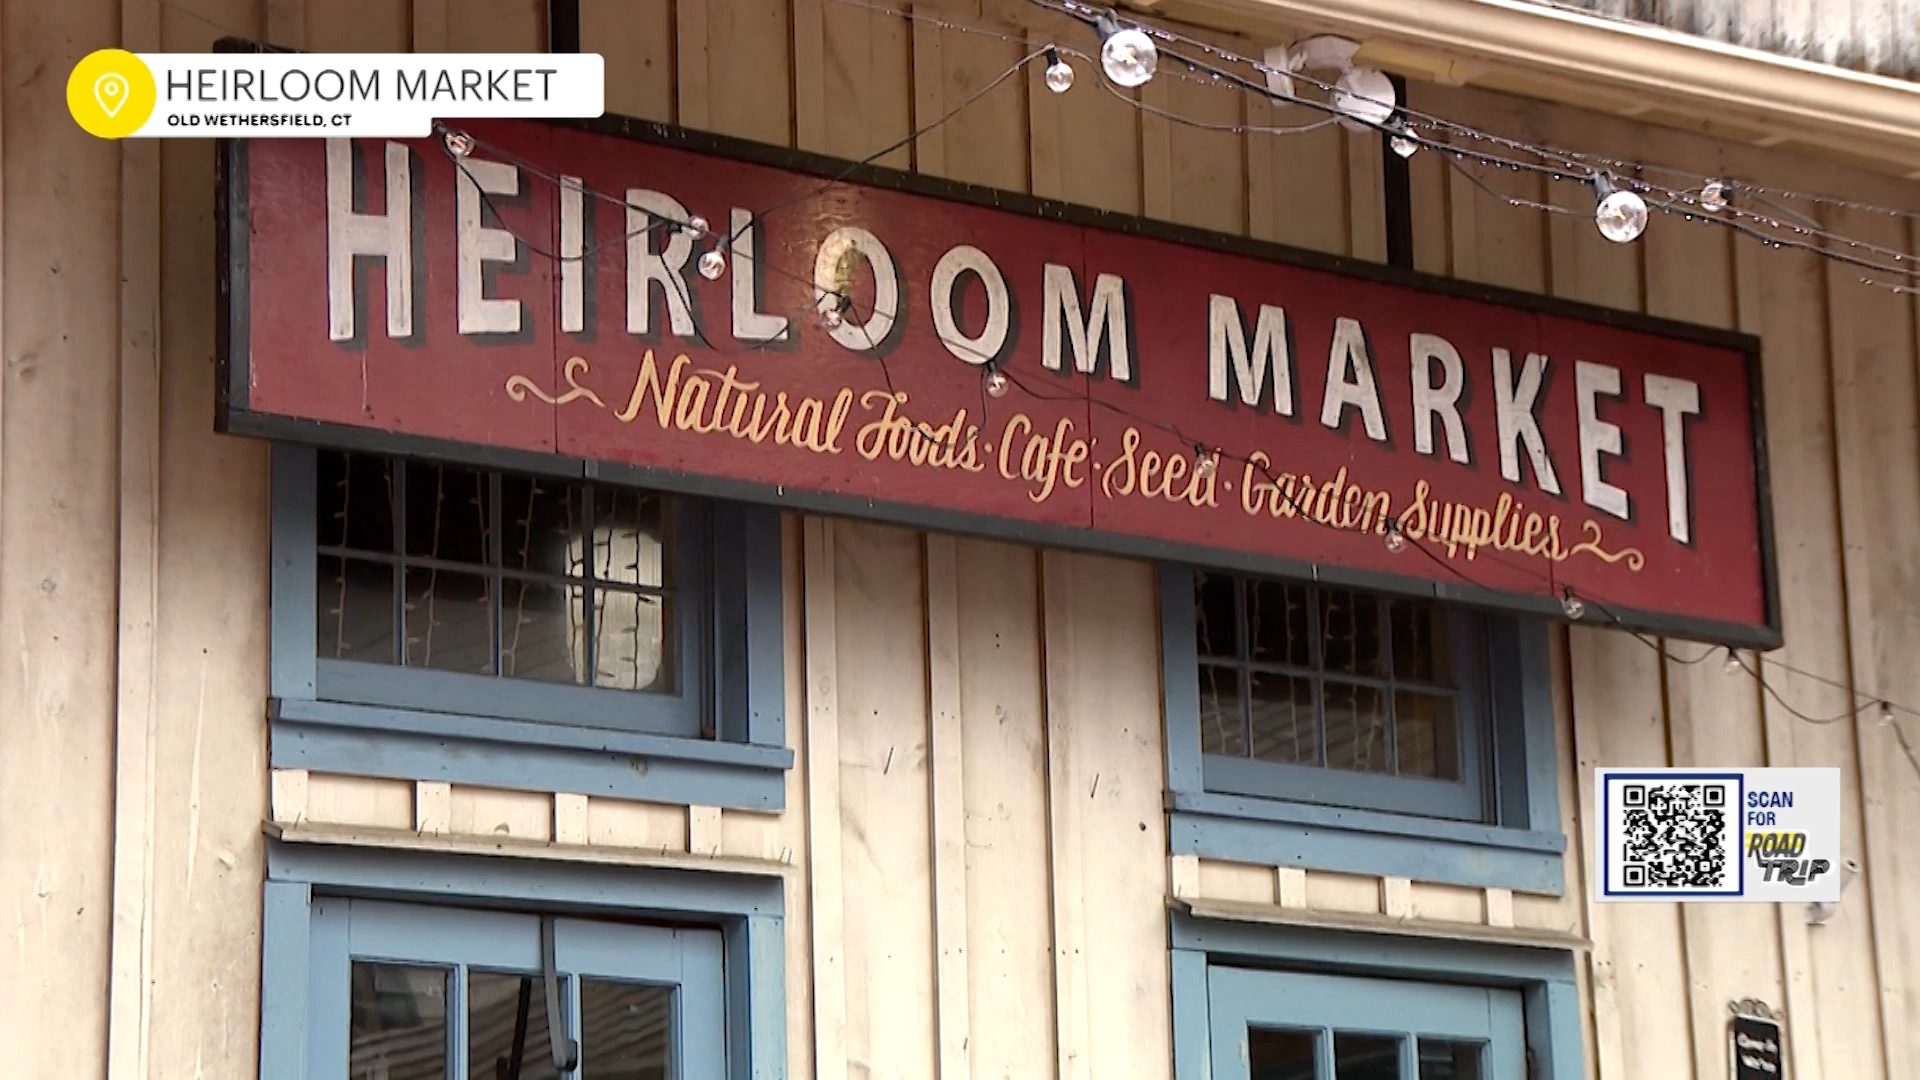 HEIRLOOM MARKET
OLD WETHERSFIELD, CT
HEIRLOOM MARKET
Natural Foods · Cafe · Seed · Garden Supplies
SCAN
FOR
ROAD
TRIP